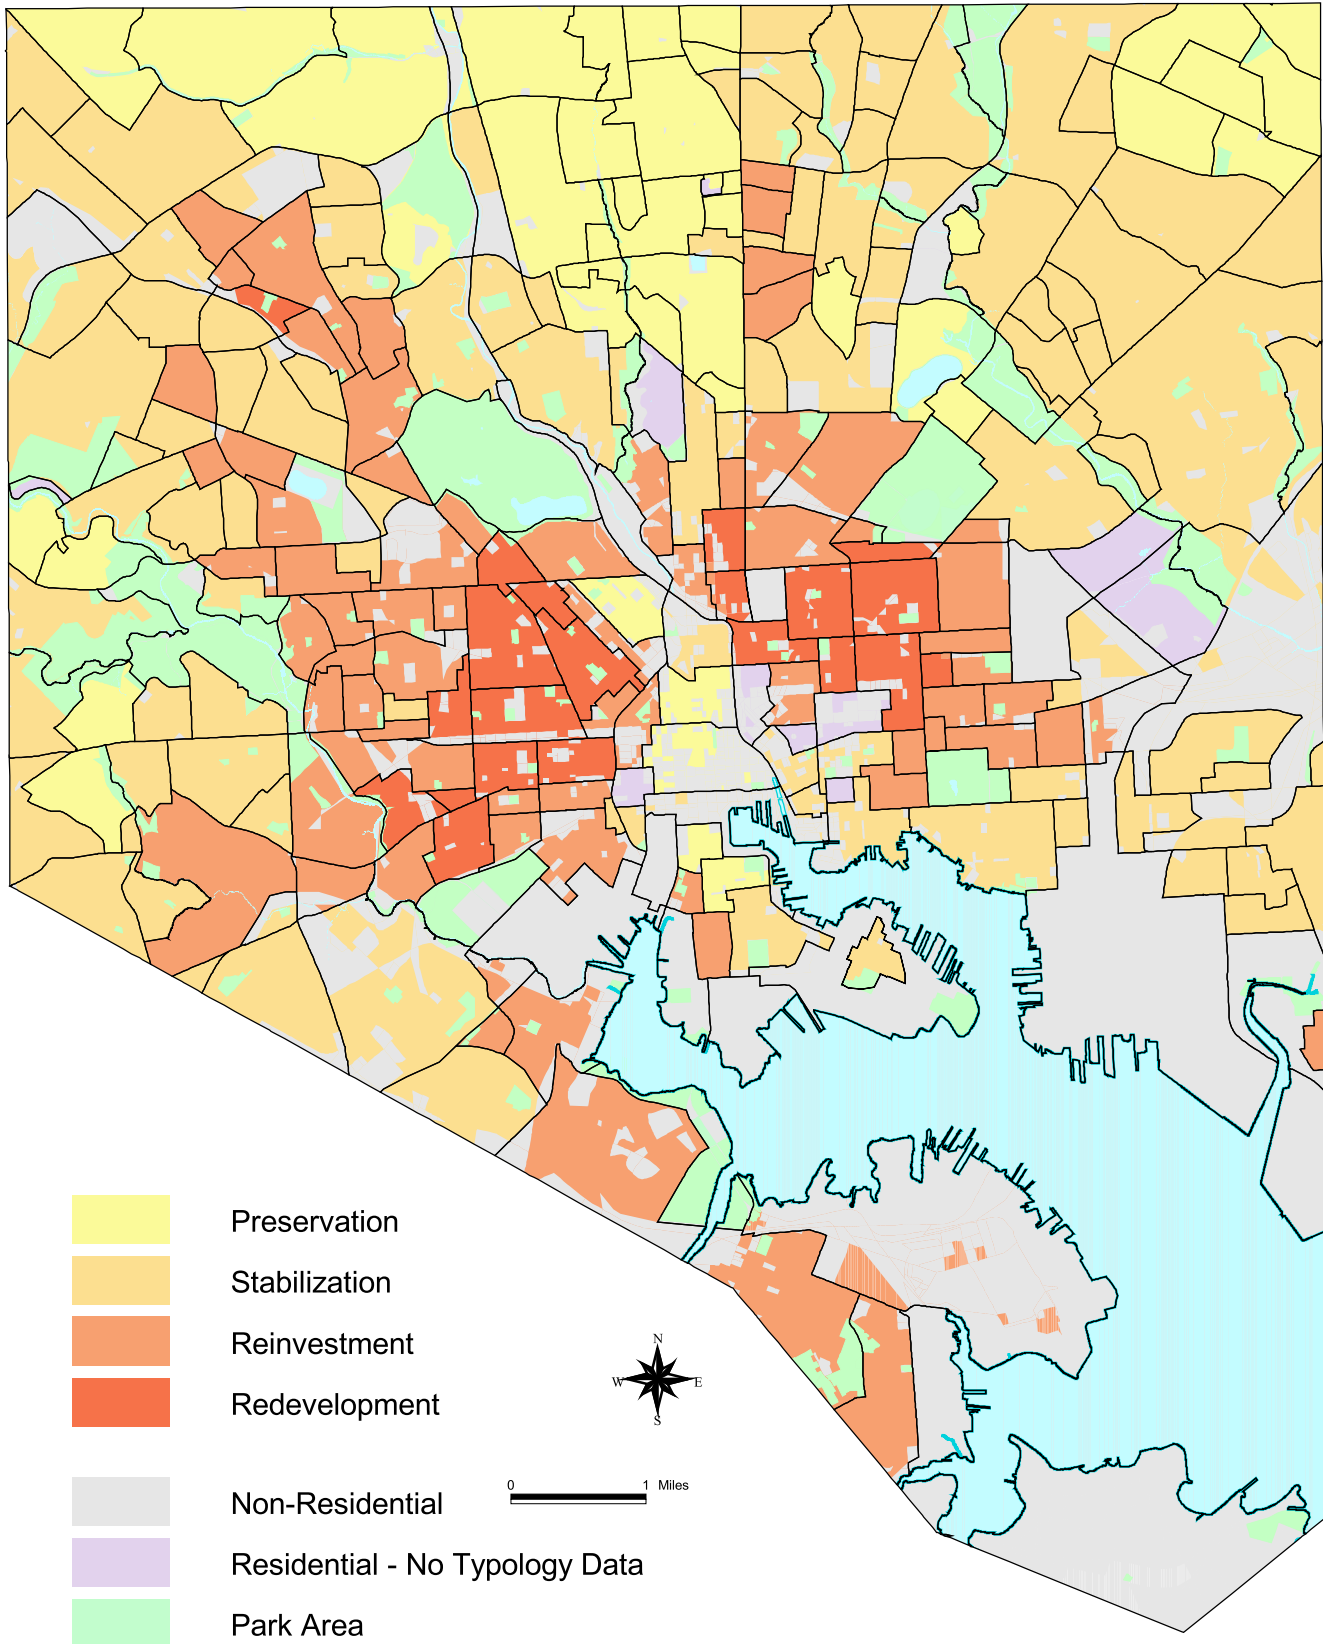 Preservation
Stabilization
Reinvestment
Redevelopment
N
W E
S
0 1 Miles
Non-Residential
Residential - No Typology Data
Park Area